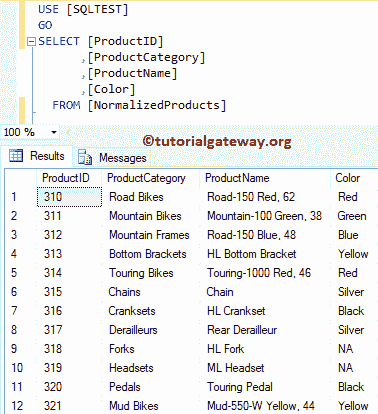 USE [SQLTEST]
GO
SELECT [ProductID]
,[ProductCategory]
,[ProductName]
,[Color]
FROM [NormalizedProducts]
100 %
©tutorialgateway.org
Results Messages
ProductID ProductCategory ProductName Color
1 310 Road Bikes Road-150 Red, 62 Red
2 311 Mountain Bikes Mountain-100 Green, 38 Green
3 312 Mountain Frames Road-150 Blue, 48 Blue
4 313 Bottom Brackets HL Bottom Bracket Yellow
5 314 Touring Bikes Touring-1000 Red, 46 Red
6 315 Chains Chain Silver
7 316 Cranksets HL Crankset Black
8 317 Derailleurs Rear Derailleur Silver
9 318 Forks HL Fork NA
10 319 Headsets ML Headset NA
11 320 Pedals Touring Pedal Black
12 321 Mud Bikes Mud-550-W Yellow, 44 Yellow